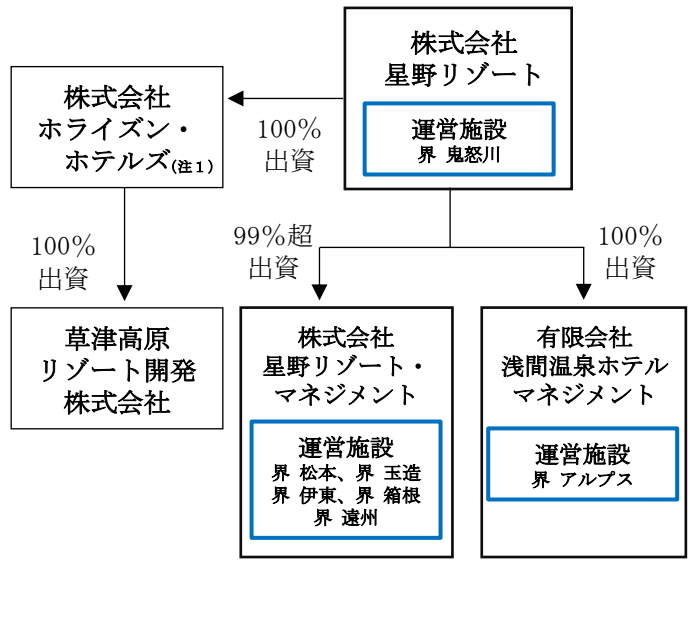 株式会社
星野リゾート
運営施設
界 鬼怒川
株式会社
ホライズン・
ホテルズ(注1)
100%
出資
100%
出資
99%超
出資
100%
出資
草津高原
リゾート開発
株式会社
株式会社
星野リゾート・
マネジメント
運営施設
界 松本、界 玉造
界 伊東、界 箱根
界 遠州
有限会社
浅間温泉ホテル
マネジメント
運営施設
界 アルプス